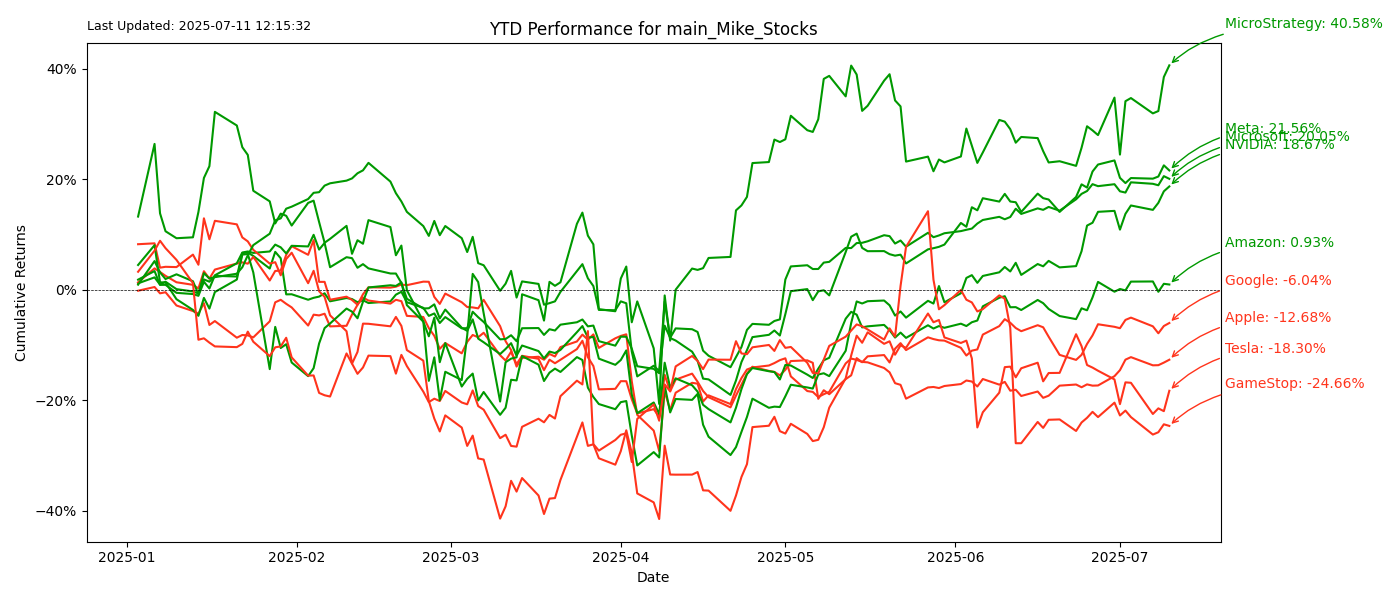 Last Updated: 2025-07-11 12:15:32
YTD Performance for main_Mike_Stocks
MicroStrategy: 40.58%
Meta: 21.56%
Microsoft: 20.05%
NVIDIA: 18.67%
Amazon: 0.93%
Google: -6.04%
Apple: -12.68%
Tesla: -18.30%
GameStop: -24.66%
Cumulative Returns
40%
20%
0%
−20%
−40%
2025-01
2025-02
2025-03
2025-04
2025-05
2025-06
2025-07
Date